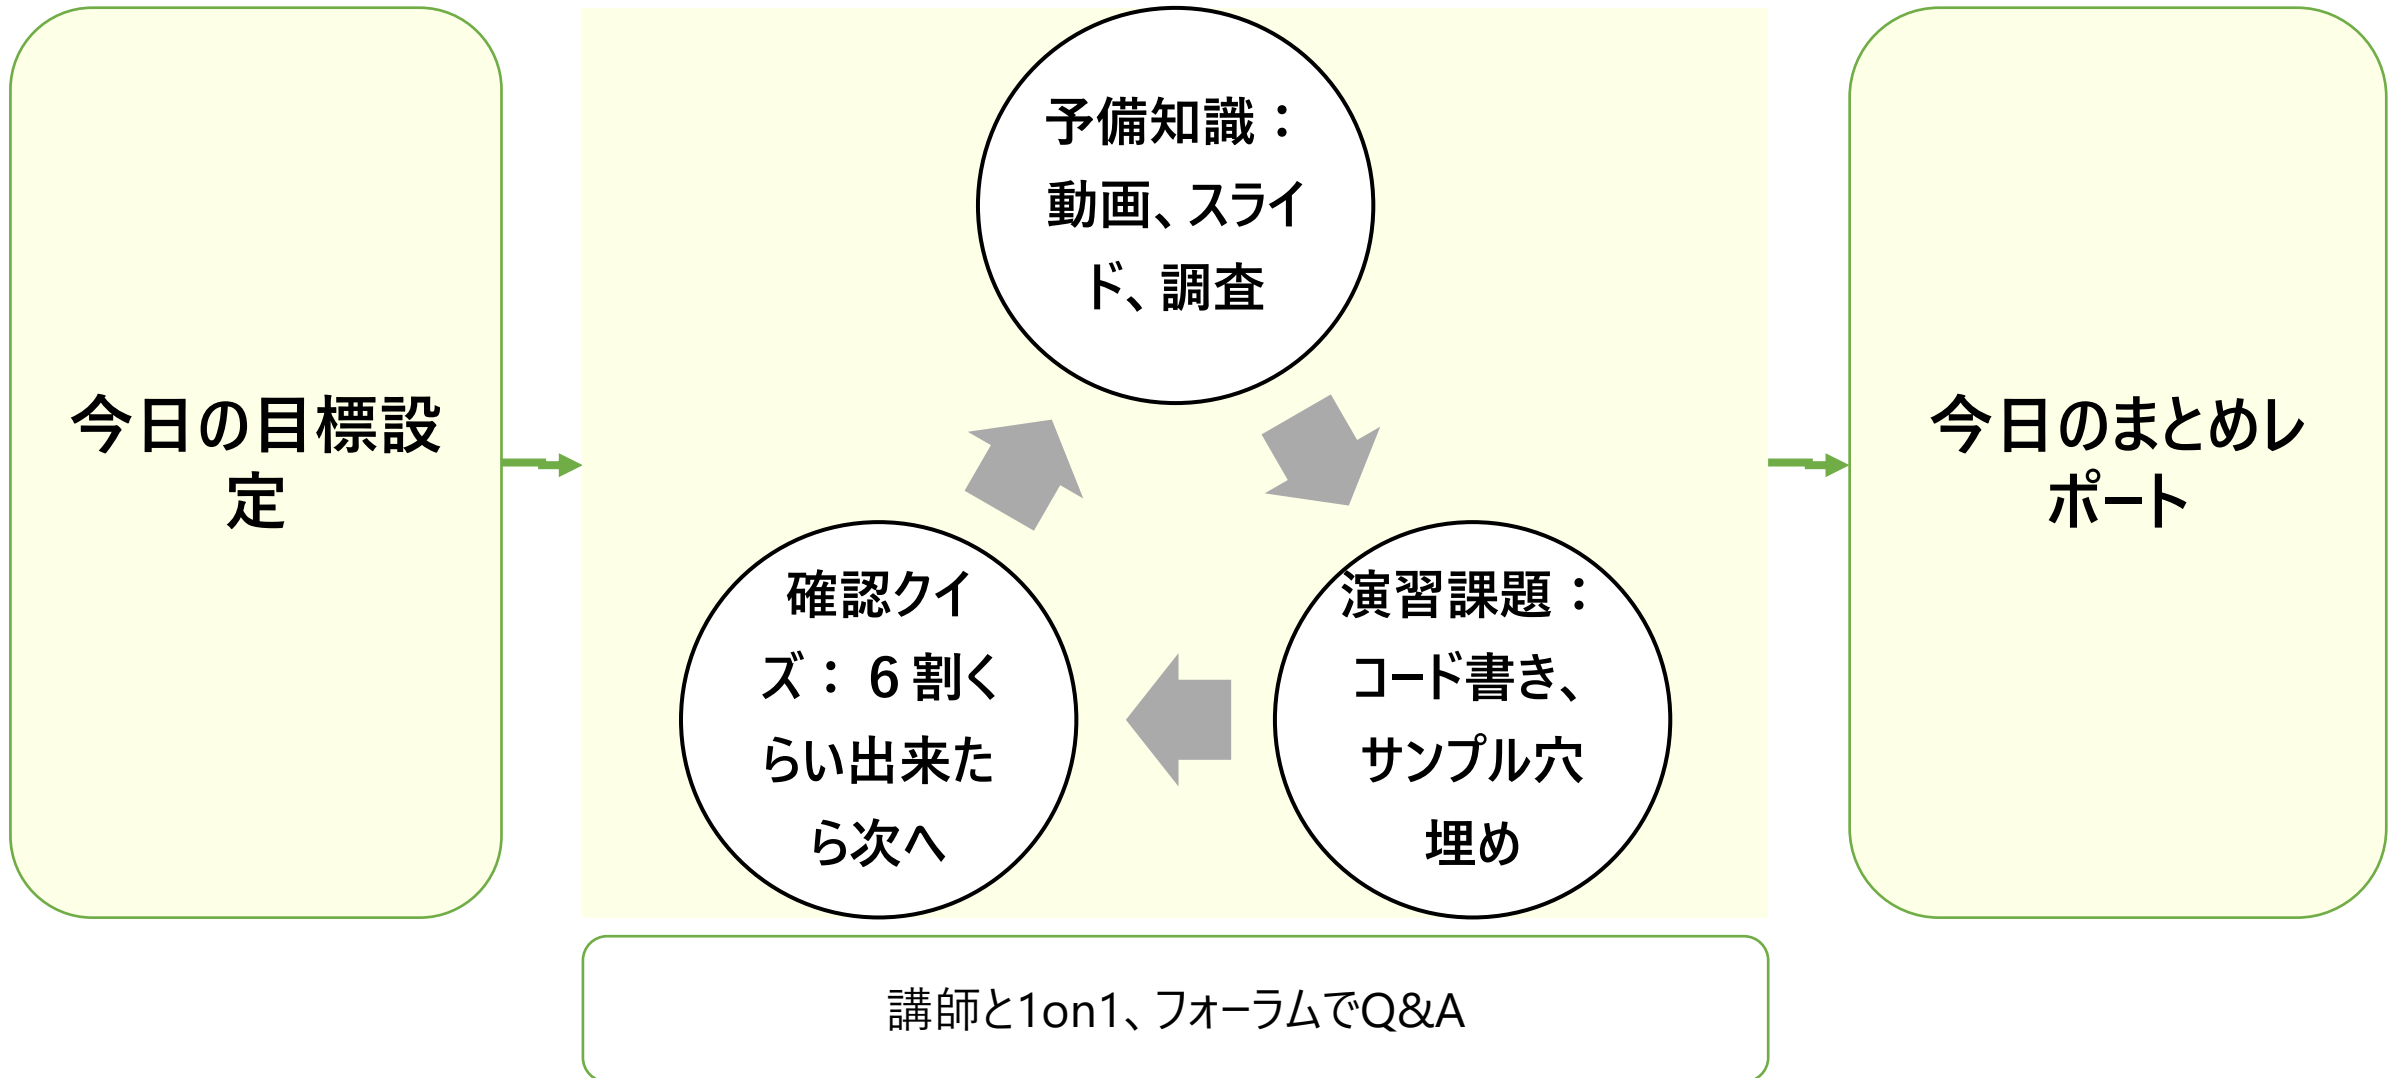 今日の目標設
定
予備知識：
動画、スライ
ド、調査
演習課題：
コード書き、
サンプル穴
埋め
確認クイ
ズ：６割く
らい出来た
ら次へ
今日のまとめレ
ポート
講師と1on1、フォーラムでQ&A